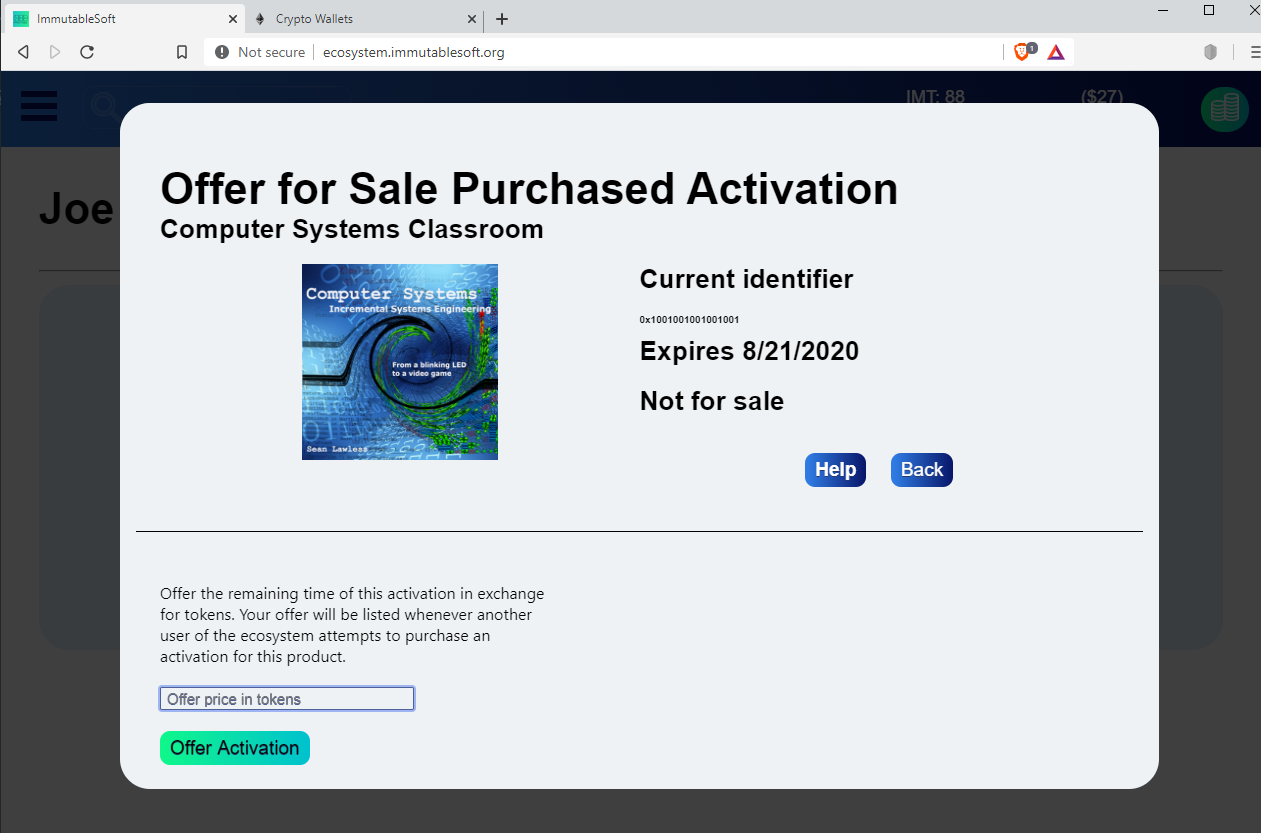 ImmutableSoft
Crypto Wallets
Not secure
ecosystem.immutablesoft.org
1
IMT: 88
($27)
Joe
Offer for Sale Purchased Activation
Computer Systems Classroom
Computer Systems
Incremental Systems Engineering
From a blinking LED
to a video game
Sean Lawless
Current identifier
0x1001001001001001
Expires 8/21/2020
Not for sale
Help
Back
Offer the remaining time of this activation in exchange
for tokens. Your offer will be listed whenever another
user of the ecosystem attempts to purchase an
activation for this product.
Offer price in tokens
Offer Activation